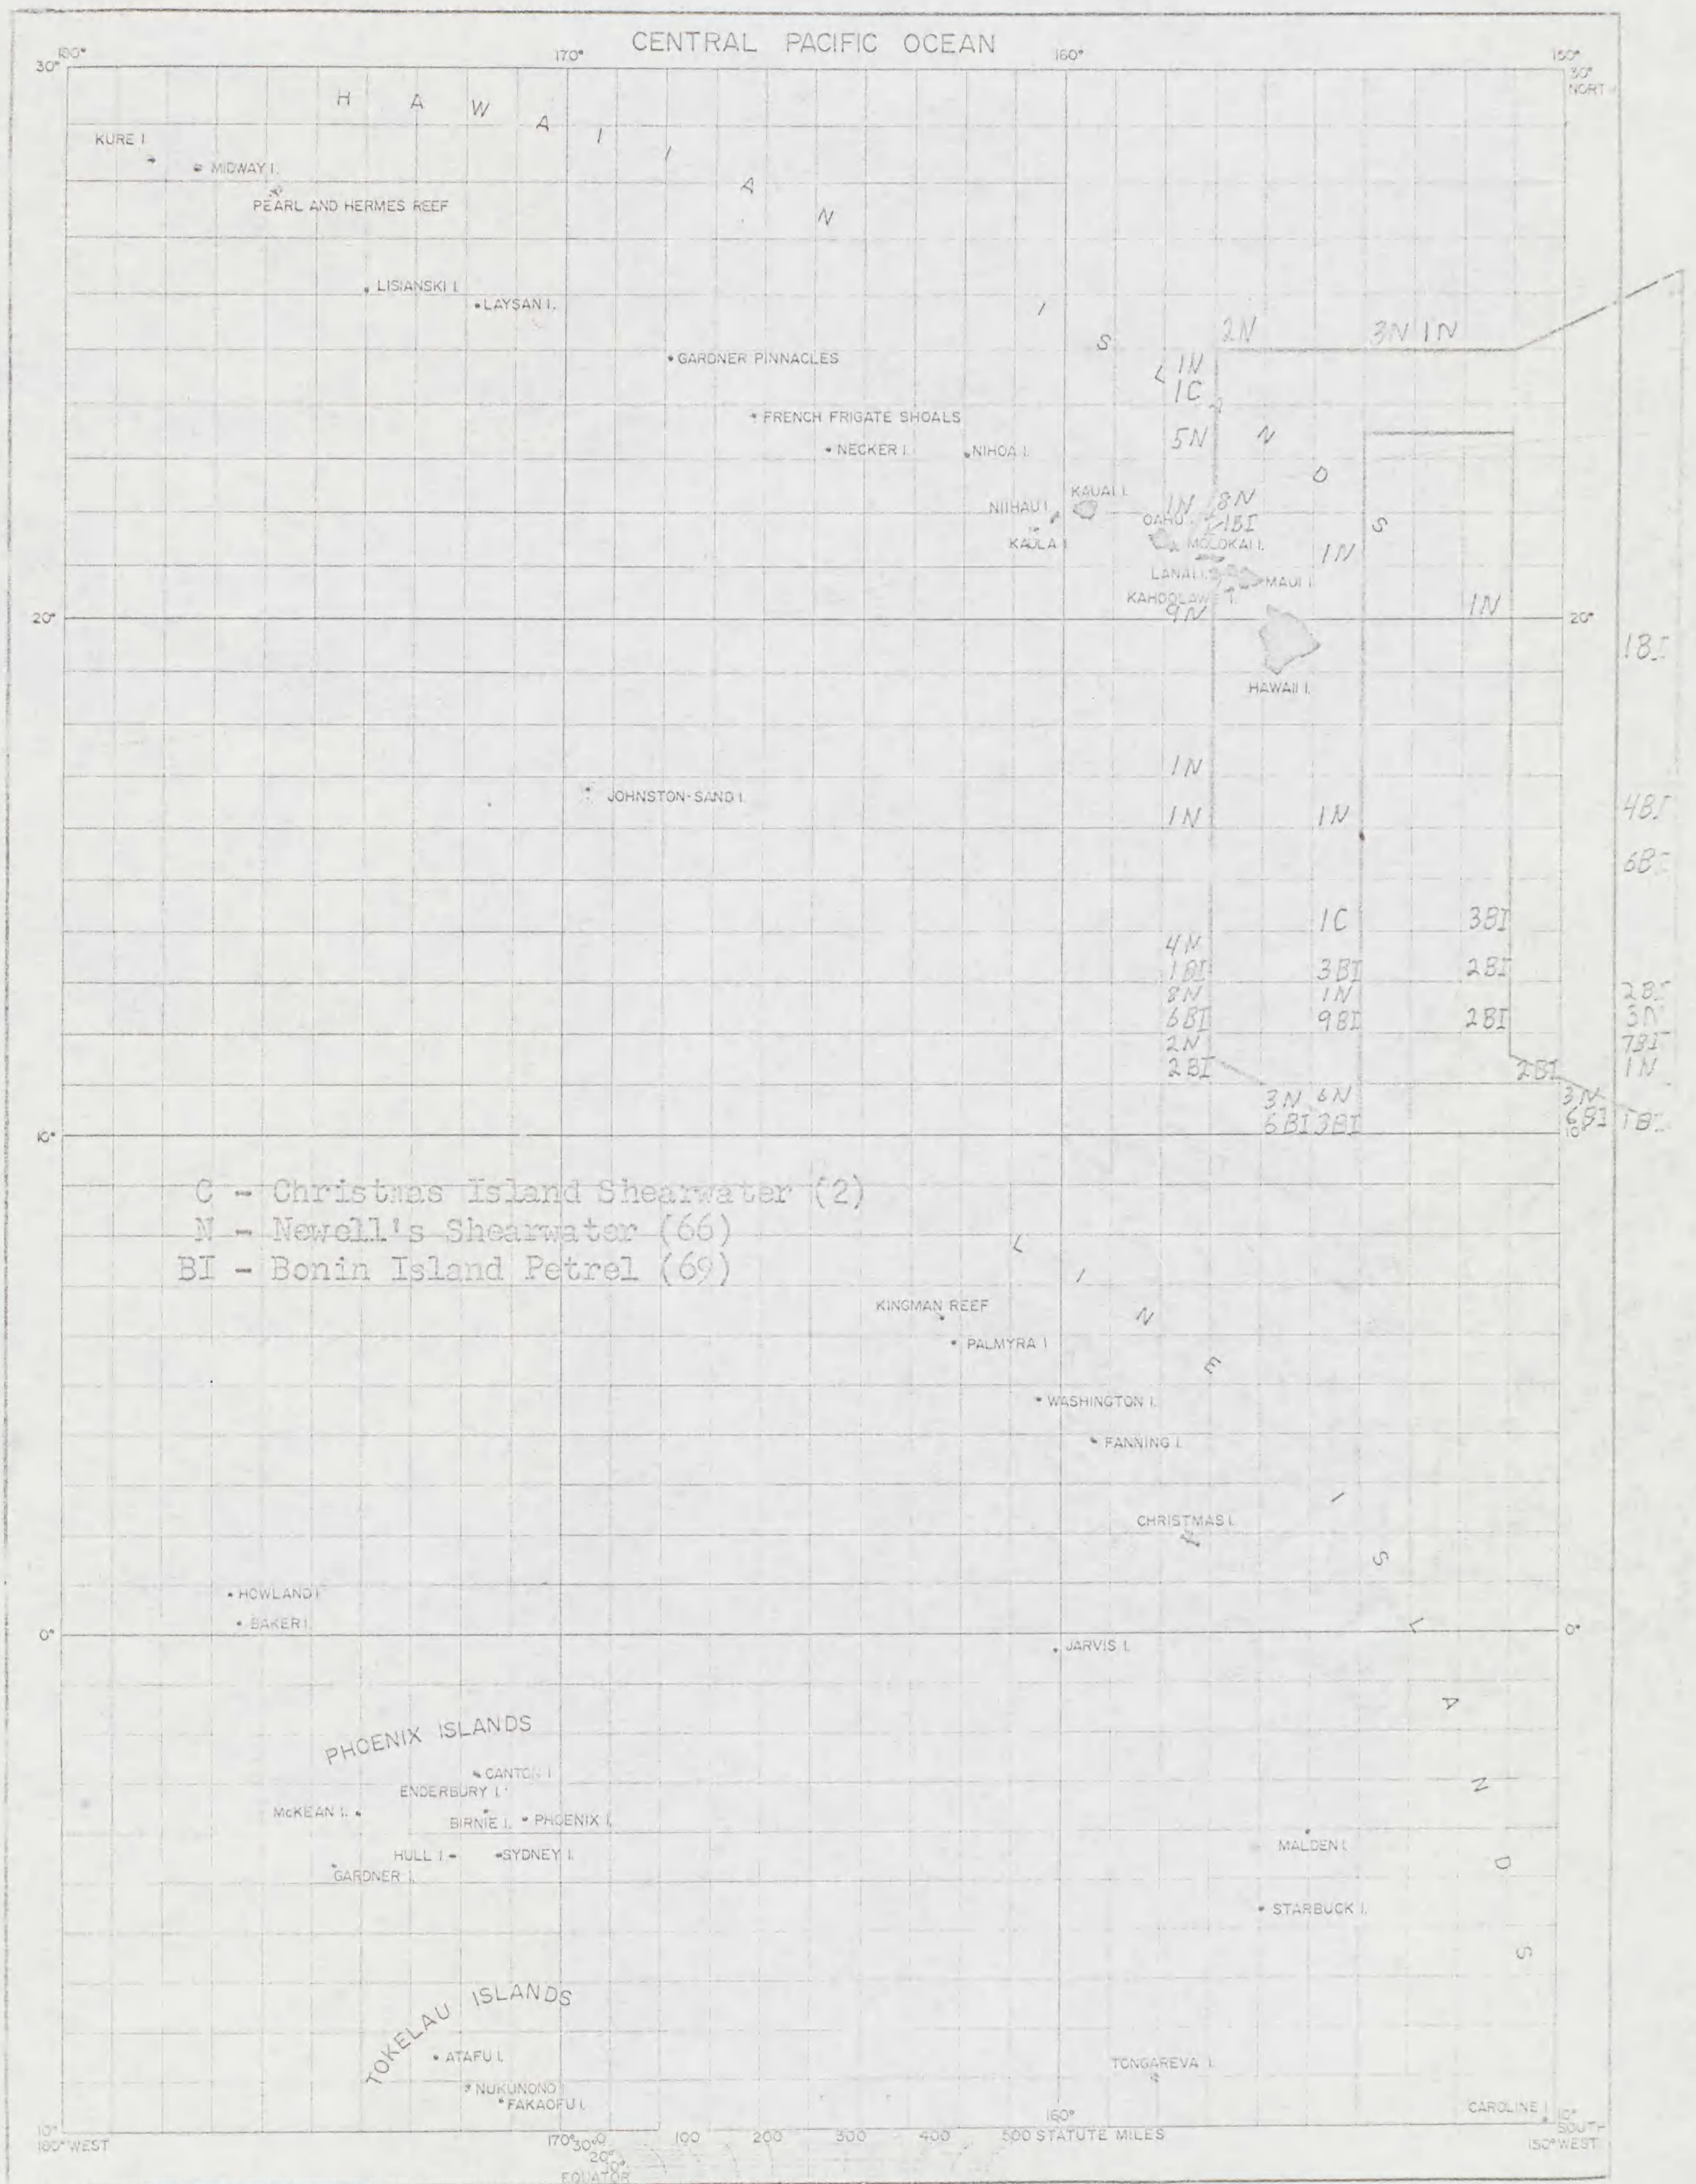 CENTRAL PACIFIC OCEAN
180° 170° 160° 150°
30° 30°
NORT
H A W A I I A N
KURE I.
MIDWAY I.
PEARL AND HERMES REEF
LISIANSKI I.
LAYSAN I.
I S L A N D S
2N 3N 1N
GARDNER PINNACLES
1N
1C
FRENCH FRIGATE SHOALS
5N
NECKER I. NIHOA I.
KAUAI I.
NIIHAU I.
1N 8N
OAHU 1BI
KAULA I
MOLOKAI I.
1N
LANAI I. MAUI I.
KAHOOLAWE I.
9N 1N
20° 20°
1BI
HAWAII I.
1N
JOHNSTON-SAND I.
4BI
1N 1N
6BI
1C 3BI
4N
1BI 3BI 2BI
8N 1N 2BI
6BI 9BI 2BI 3N
2N 7BI
2BI 2BI 1N
3N 6N 3N
6BI 3BI 6BI 1BI
10° 10°
C - Christmas Island Shearwater (2)
N - Newell's Shearwater (66)
BI - Bonin Island Petrel (69)
L I N E I S L A N D S
KINGMAN REEF
PALMYRA I
WASHINGTON I.
FANNING I.
CHRISTMAS I.
HOWLAND I
BAKER I.
0° 0°
JARVIS I.
PHOENIX ISLANDS
CANTON I
ENDERBURY I.
McKEAN I.
BIRNIE I. PHOENIX I.
MALDEN I.
HULL I. SYDNEY I.
GARDNER I.
STARBUCK I.
TOKELAU ISLANDS
ATAFU I.
TONGAREVA I.
NUKUNONO
FAKAOFU I.
CAROLINE I
10° 160° 10°
SOUTH
180° WEST 170° 150° WEST
30° 0 100 200 300 400 500 STATUTE MILES
20°
EQUATOR